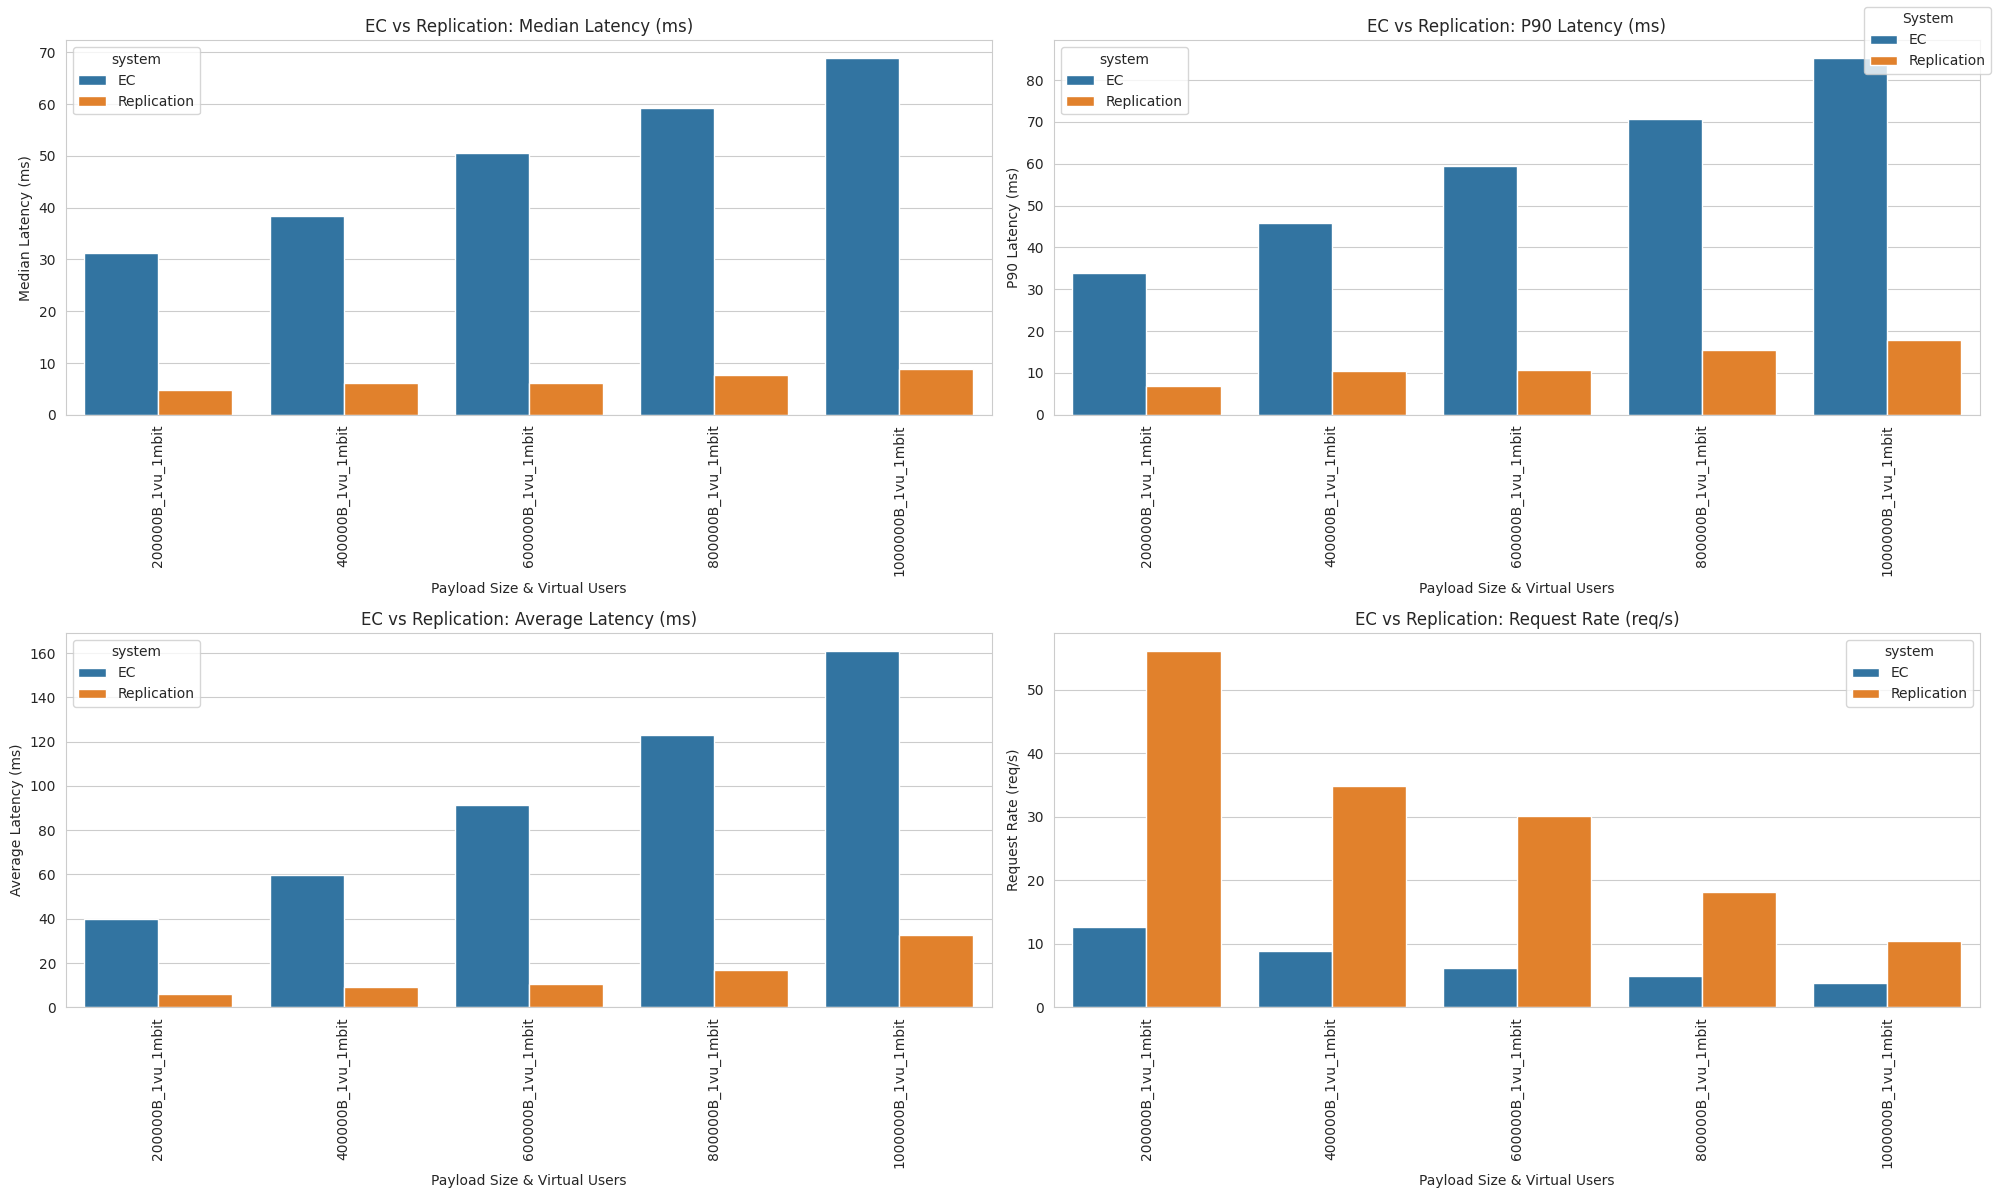 EC vs Replication: Median Latency (ms)
system
EC
Replication
Median Latency (ms)
70
60
50
40
30
20
10
0
200000B_1vu_1mbit
400000B_1vu_1mbit
600000B_1vu_1mbit
800000B_1vu_1mbit
1000000B_1vu_1mbit
Payload Size & Virtual Users
EC vs Replication: P90 Latency (ms)
System
EC
Replication
system
EC
Replication
P90 Latency (ms)
80
70
60
50
40
30
20
10
0
200000B_1vu_1mbit
400000B_1vu_1mbit
600000B_1vu_1mbit
800000B_1vu_1mbit
1000000B_1vu_1mbit
Payload Size & Virtual Users
EC vs Replication: Average Latency (ms)
system
EC
Replication
Average Latency (ms)
160
140
120
100
80
60
40
20
0
200000B_1vu_1mbit
400000B_1vu_1mbit
600000B_1vu_1mbit
800000B_1vu_1mbit
1000000B_1vu_1mbit
Payload Size & Virtual Users
EC vs Replication: Request Rate (req/s)
system
EC
Replication
Request Rate (req/s)
50
40
30
20
10
0
200000B_1vu_1mbit
400000B_1vu_1mbit
600000B_1vu_1mbit
800000B_1vu_1mbit
1000000B_1vu_1mbit
Payload Size & Virtual Users